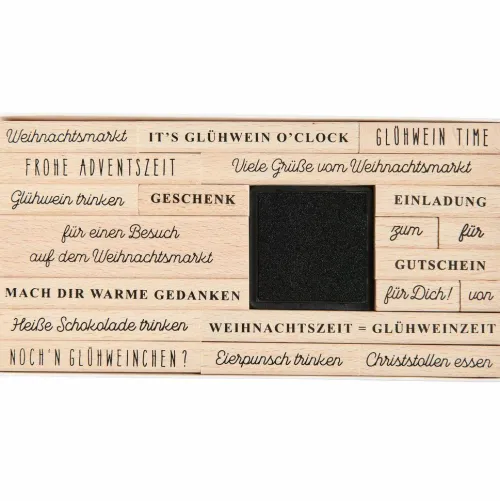 Weihnachtsmarkt IT'S GLÜHWEIN O'CLOCK GLÜHWEIN TIME
FROHE ADVENTSZEIT Viele Grüße vom Weihnachtsmarkt
Glühwein trinken GESCHENK EINLADUNG
für einen Besuch
auf dem Weihnachtsmarkt
zum für
GUTSCHEIN
MACH DIR WARME GEDANKEN für Dich! von
Heiße Schokolade trinken WEIHNACHTSZEIT = GLÜHWEINZEIT
NOCH'N GLÜHWEINCHEN? Eierpunsch trinken Christstollen essen